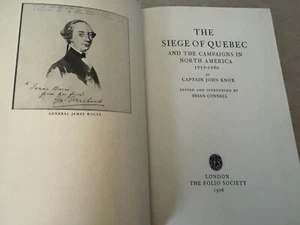 GENERAL JAMES WOLFE
THE
SIEGE OF QUEBEC
AND THE CAMPAIGNS IN
NORTH AMERICA
1757-1760
BY
CAPTAIN JOHN KNOX
EDITED AND INTRODUCED BY
BRIAN CONNELL
LONDON
THE FOLIO SOCIETY
1976